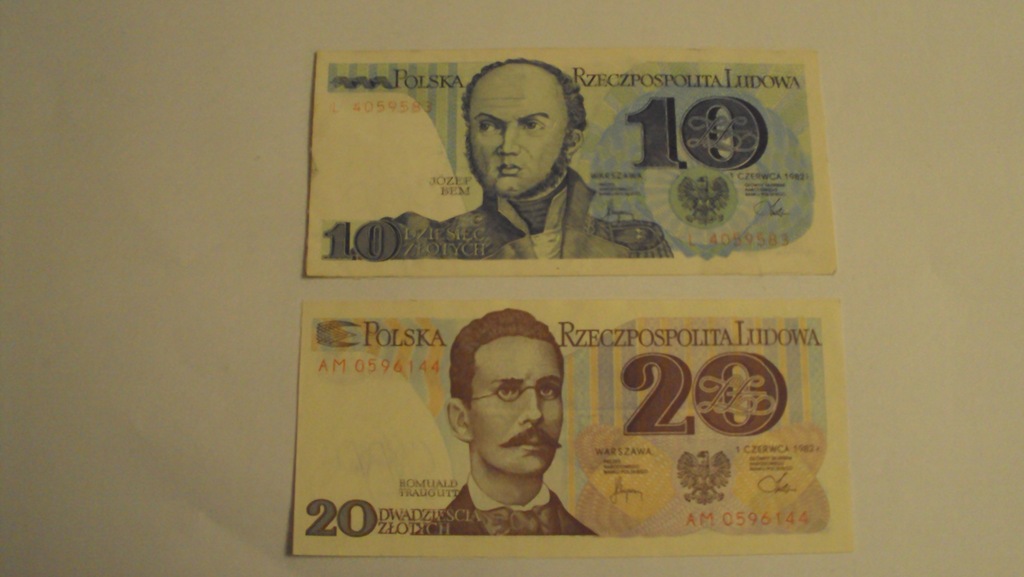 POLSKA RZECZPOSPOLITA LUDOWA
L 4059583
10
WARSZAWA, 1 CZERWCA 1982 r.
JÓZEF
BEM
L 4059583
10 DZIESIĘĆ
ZŁOTYCH
POLSKA RZECZPOSPOLITA LUDOWA
AM 0596144
20
WARSZAWA, 1 CZERWCA 1982 r.
ROMUALD
TRAUGUTT
20 DWADZIEŚCIA
ZŁOTYCH
AM 0596144